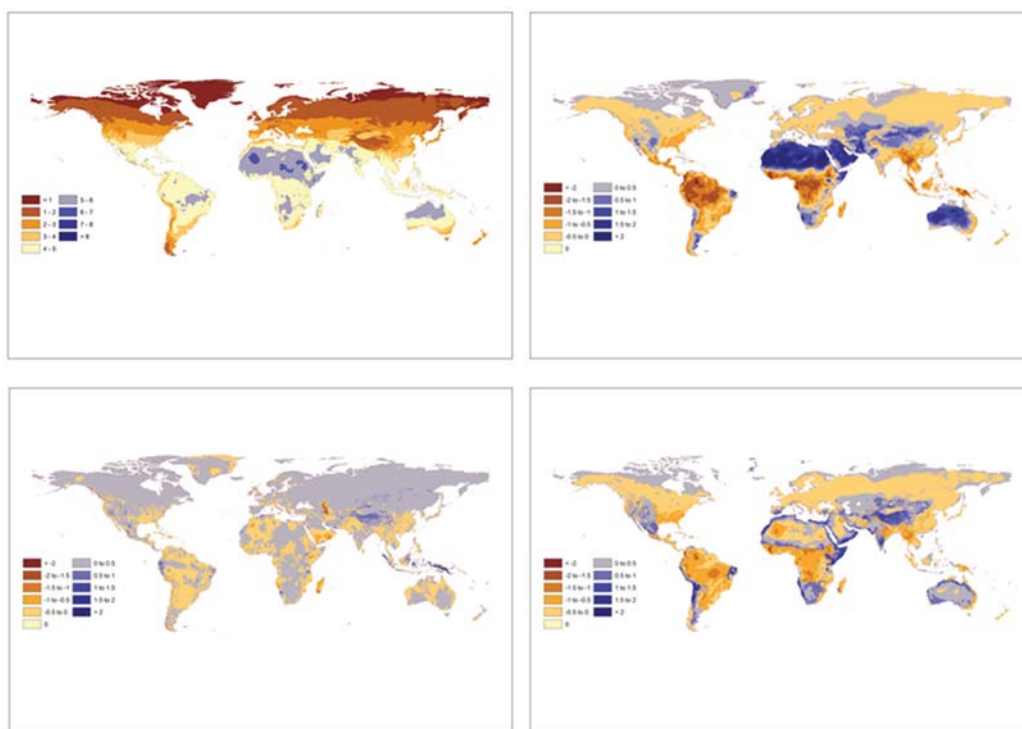 < 1 5 - 6
1 - 2 6 - 7
2 - 3 7 - 8
3 - 4 > 8
4 - 5
< -2 0 to 0.5
-2 to -1.5 0.5 to 1
-1.5 to -1 1 to 1.5
-1 to -0.5 1.5 to 2
-0.5 to 0 > 2
0
< -2 0 to 0.5
-2 to -1.5 0.5 to 1
-1.5 to -1 1 to 1.5
-1 to -0.5 1.5 to 2
-0.5 to 0 > 2
0
< -2 0 to 0.5
-2 to -1.5 0.5 to 1
-1.5 to -1 1 to 1.5
-1 to -0.5 1.5 to 2
-0.5 to 0 > 2
0